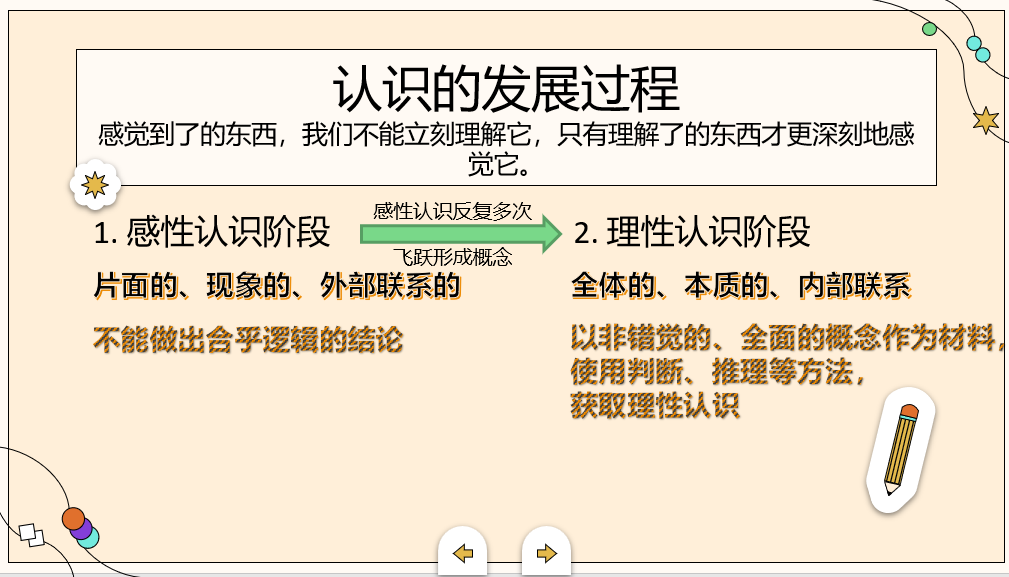 认识的发展过程
感觉到了的东西，我们不能立刻理解它，只有理解了的东西才更深刻地感
觉它。
1. 感性认识阶段
感性认识反复多次
飞跃形成概念
2. 理性认识阶段
片面的、现象的、外部联系的
全体的、本质的、内部联系
不能做出合乎逻辑的结论
以非错觉的、全面的概念作为材料，
使用判断、推理等方法，
获取理性认识